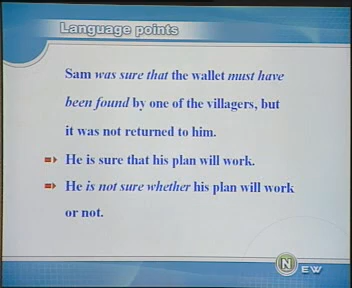 Language points
Sam was sure that the wallet must have
been found by one of the villagers, but
it was not returned to him.
He is sure that his plan will work.
He is not sure whether his plan will work
or not.
N EW